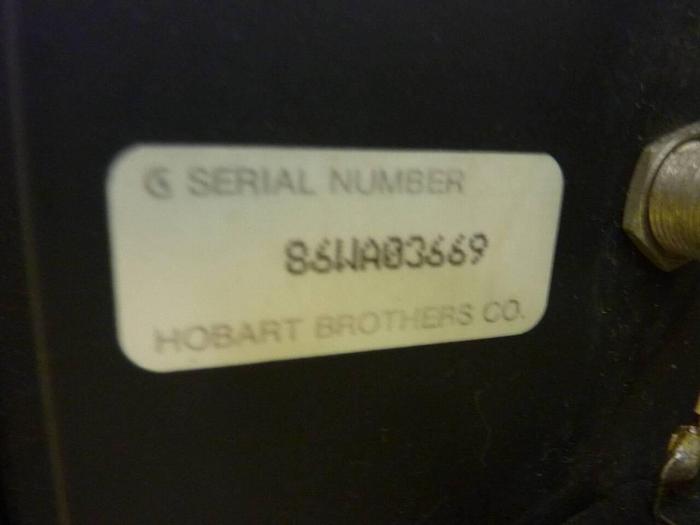 SERIAL NUMBER
86WA03669
HOBART BROTHERS CO.